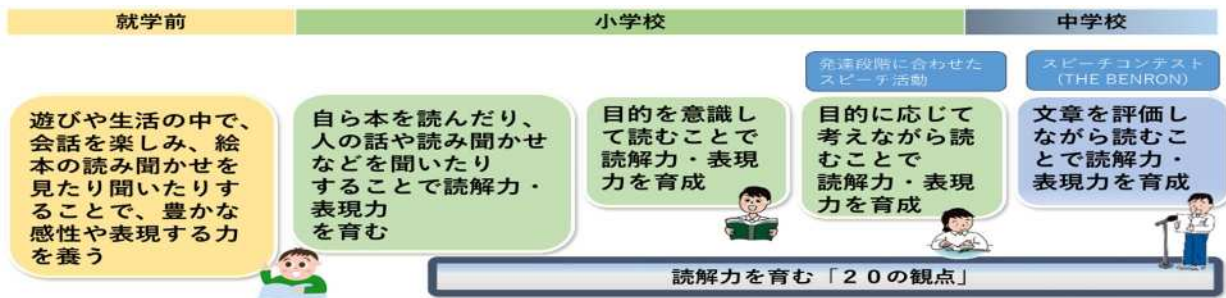 就学前
小学校
中学校
発達段階に合わせた
スピーチ活動
スピーチコンテスト
(THE BENRON)
遊びや生活の中で、
会話を楽しみ、絵
本の読み聞かせを
見たり聞いたりす
ることで、豊かな
感性や表現する力
を養う
自ら本を読んだり、
人の話や読み聞かせ
などを聞いたり
することで読解力・
表現力
を育む
目的を意識し
て読むことで
読解力・表現
力を育成
目的に応じて
考えながら読
むことで
読解力・表現
力を育成
文章を評価し
ながら読むこ
とで読解力・
表現力を育成
読解力を育む「２０の観点」